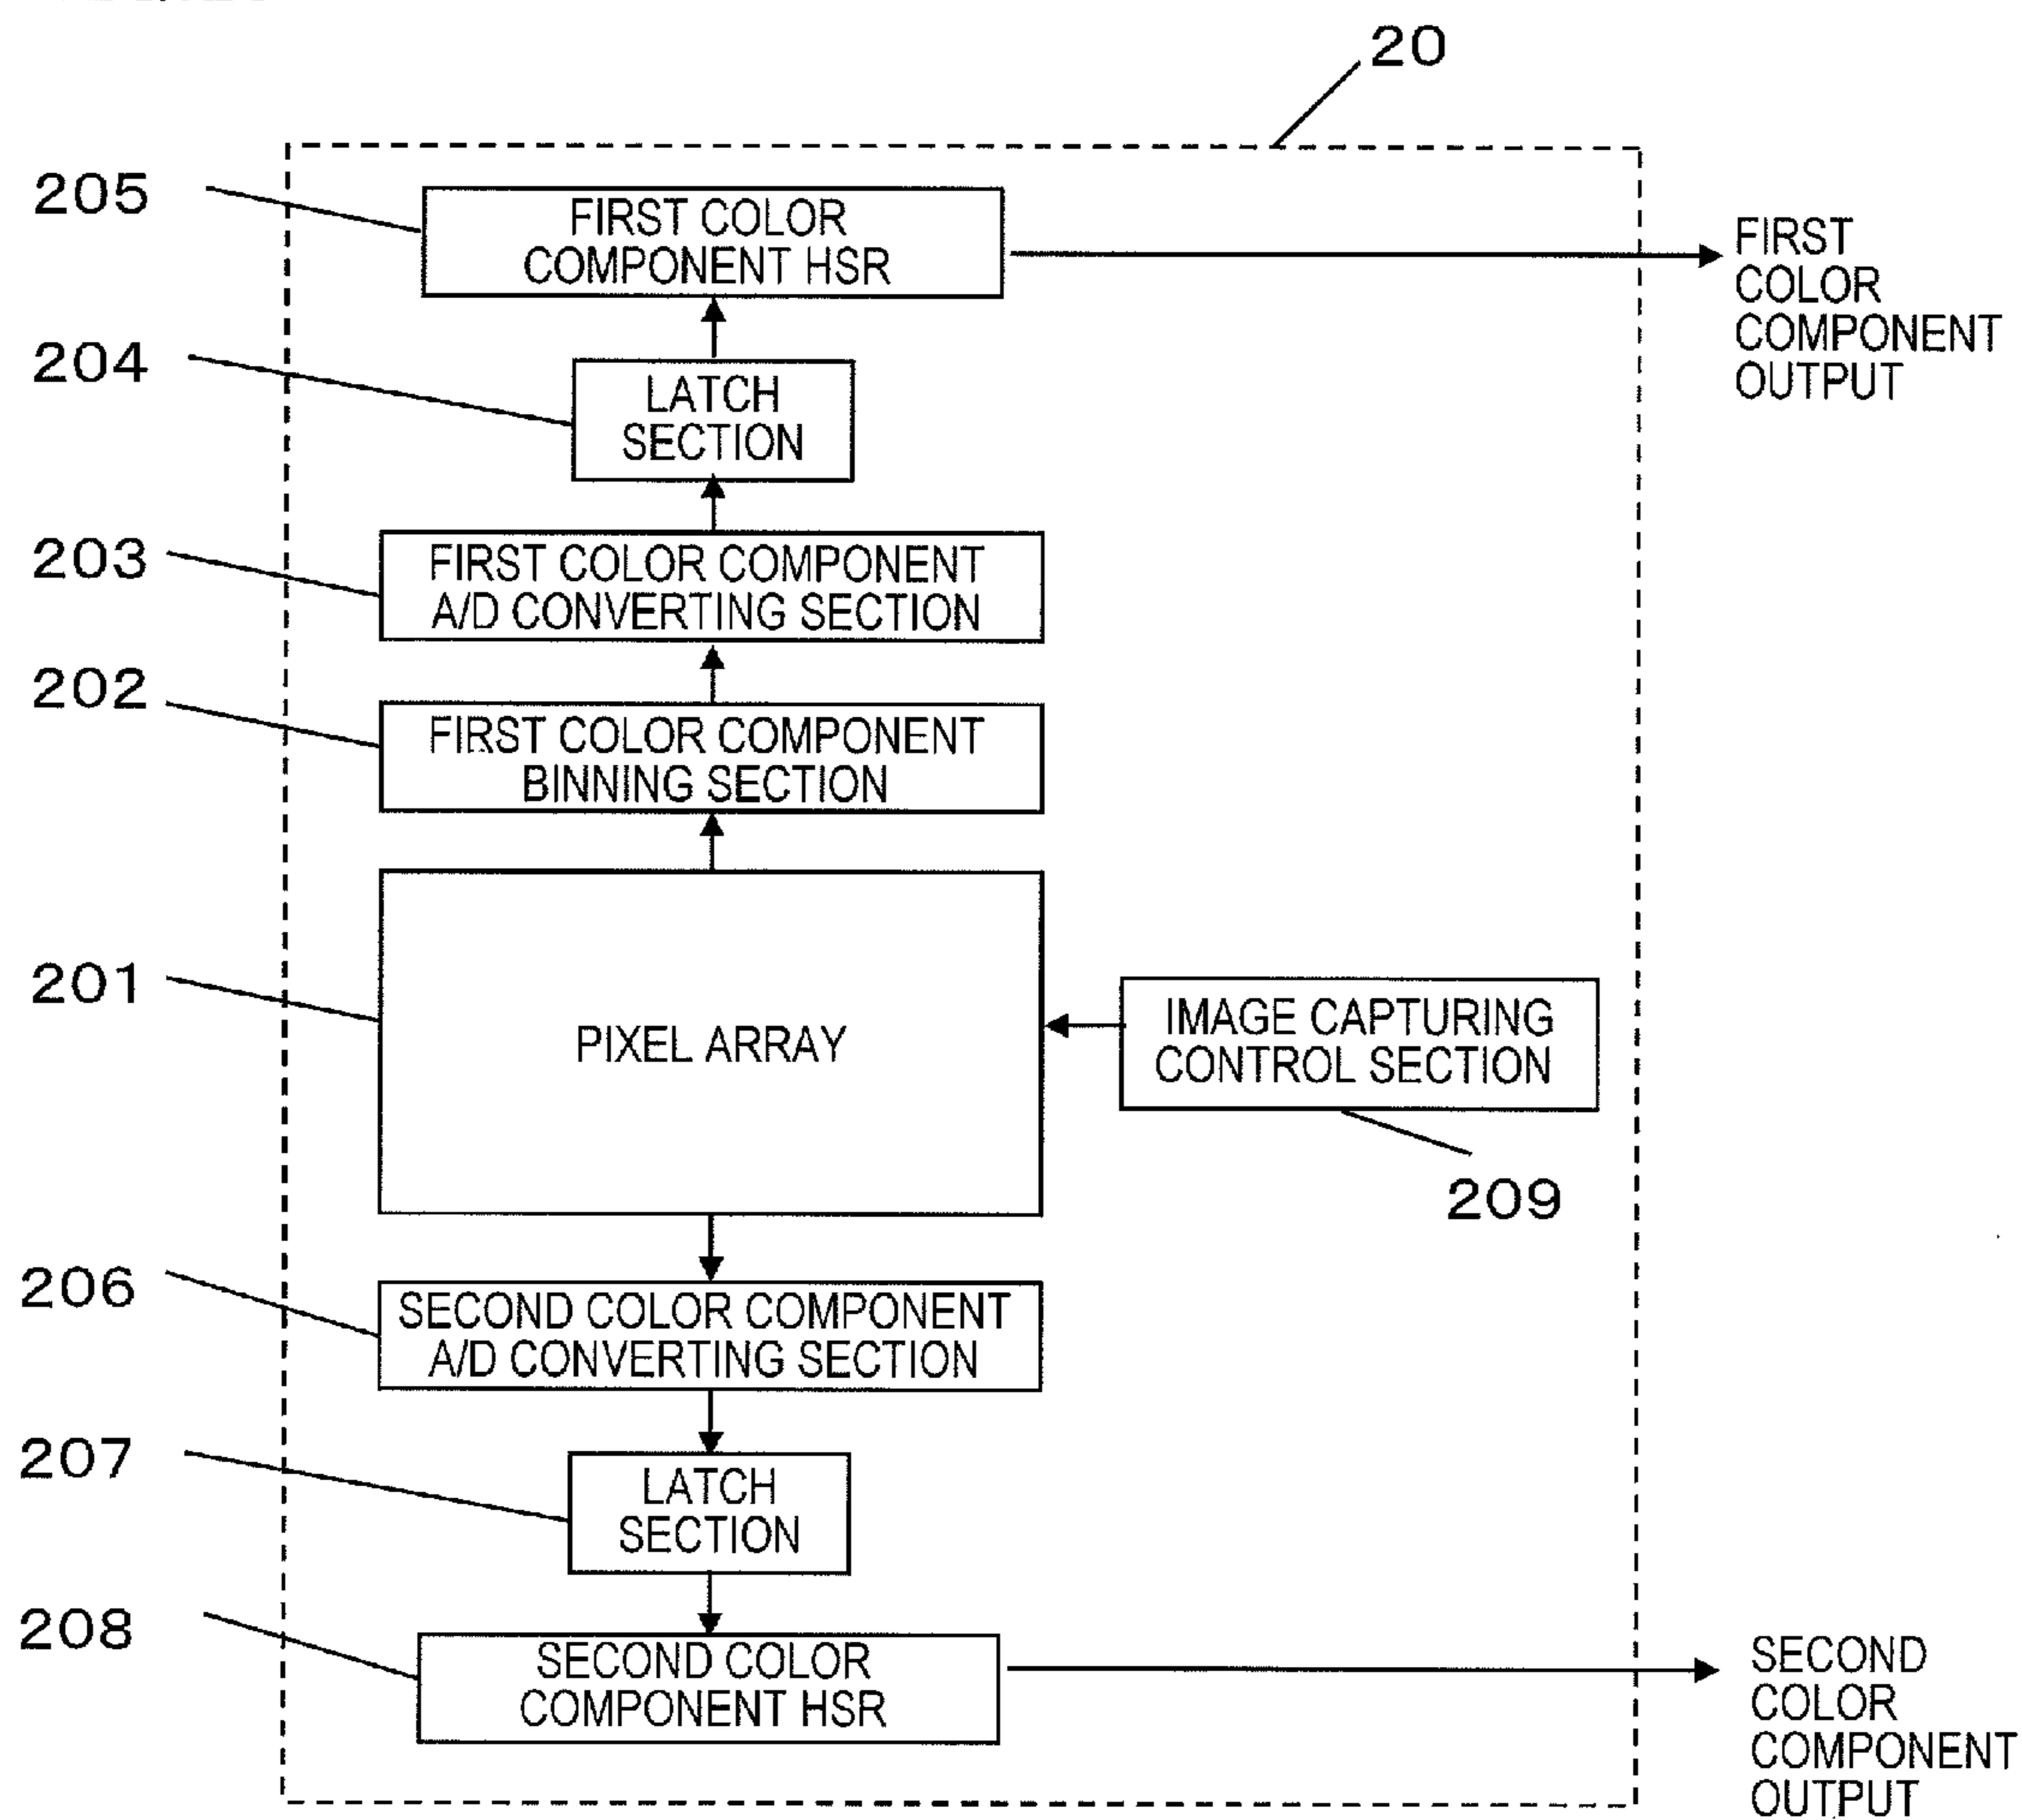 20
205
FIRST COLOR
COMPONENT HSR
FIRST
COLOR
COMPONENT
OUTPUT
204
LATCH
SECTION
203
FIRST COLOR COMPONENT
A/D CONVERTING SECTION
202
FIRST COLOR COMPONENT
BINNING SECTION
201
PIXEL ARRAY
IMAGE CAPTURING
CONTROL SECTION
209
206
SECOND COLOR COMPONENT
A/D CONVERTING SECTION
207
LATCH
SECTION
208
SECOND COLOR
COMPONENT HSR
SECOND
COLOR
COMPONENT
OUTPUT